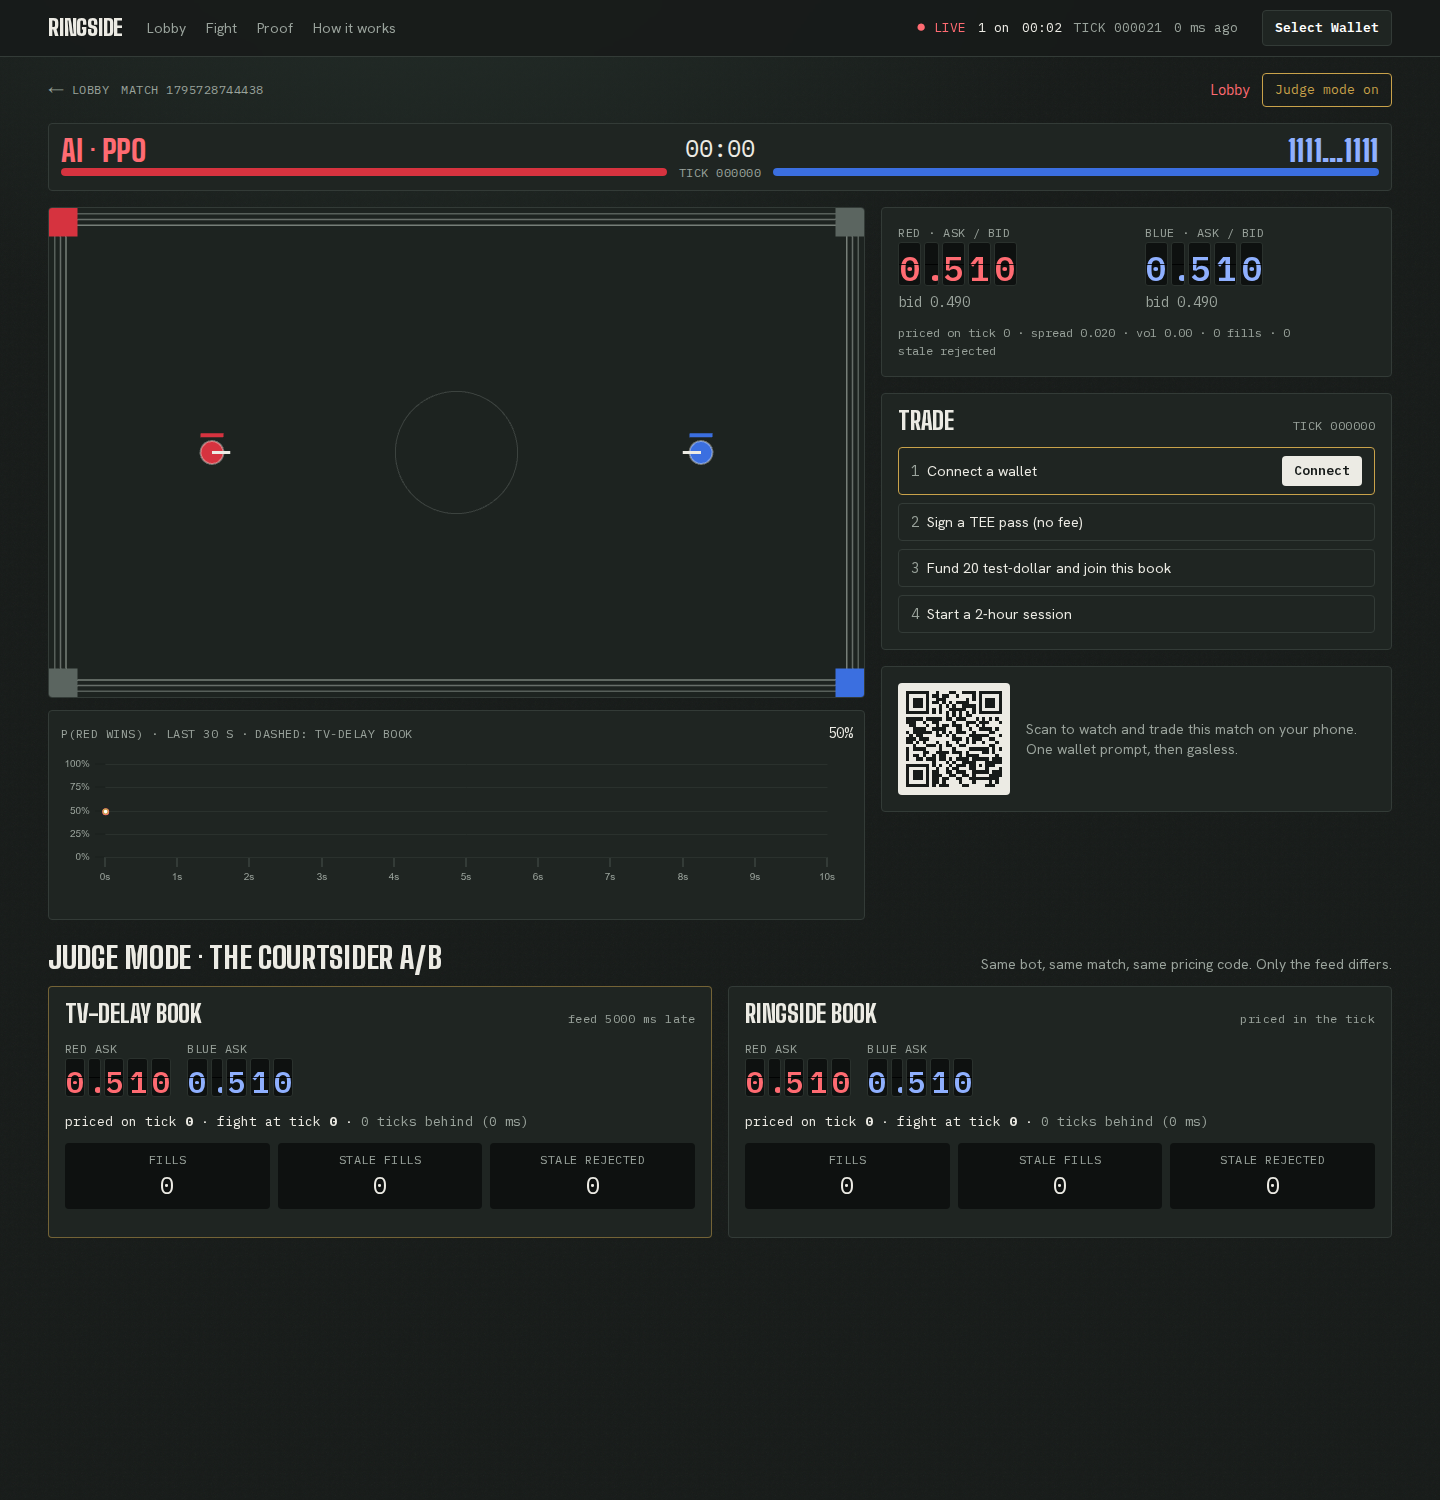 RINGSIDE Lobby Fight Proof How it works ● LIVE 1 on 00:02 TICK 000021 0 ms ago Select Wallet
← LOBBY MATCH 1795728744438 Lobby Judge mode on
AI · PPO 00:00 1111…1111
TICK 000000
RED · ASK / BID BLUE · ASK / BID
0.510 0.510
bid 0.490 bid 0.490
priced on tick 0 · spread 0.020 · vol 0.00 · 0 fills · 0
stale rejected
TRADE TICK 000000
1 Connect a wallet Connect
2 Sign a TEE pass (no fee)
3 Fund 20 test-dollar and join this book
4 Start a 2-hour session
Scan to watch and trade this match on your phone.
One wallet prompt, then gasless.
P(RED WINS) · LAST 30 S · DASHED: TV-DELAY BOOK 50%
100%
75%
50%
25%
0%
0s 1s 2s 3s 4s 5s 6s 7s 8s 9s 10s
JUDGE MODE · THE COURTSIDER A/B Same bot, same match, same pricing code. Only the feed differs.
TV-DELAY BOOK feed 5000 ms late
RED ASK BLUE ASK
0.510 0.510
priced on tick 0 · fight at tick 0 · 0 ticks behind (0 ms)
FILLS STALE FILLS STALE REJECTED
0 0 0
RINGSIDE BOOK priced in the tick
RED ASK BLUE ASK
0.510 0.510
priced on tick 0 · fight at tick 0 · 0 ticks behind (0 ms)
FILLS STALE FILLS STALE REJECTED
0 0 0